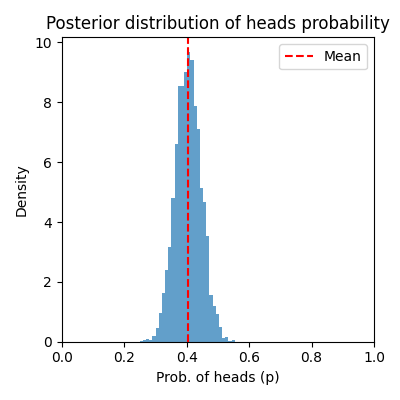 Posterior distribution of heads probability
Mean
Density
10
8
6
4
2
0
0.0 0.2 0.4 0.6 0.8 1.0
Prob. of heads (p)